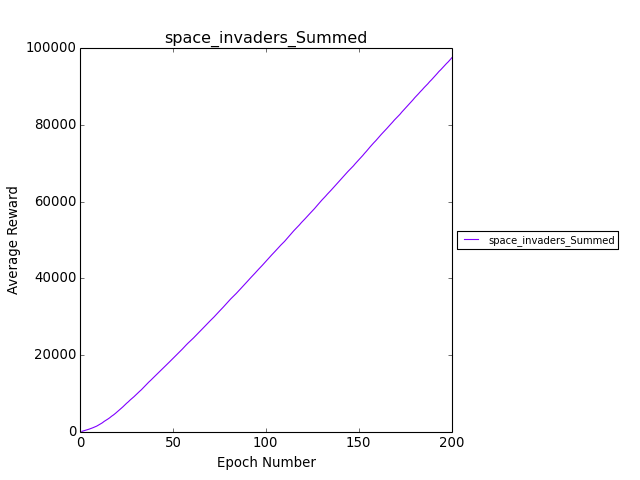 space_invaders_Summed
100000
80000
60000
40000
20000
0
Average Reward
0 50 100 150 200
Epoch Number
space_invaders_Summed